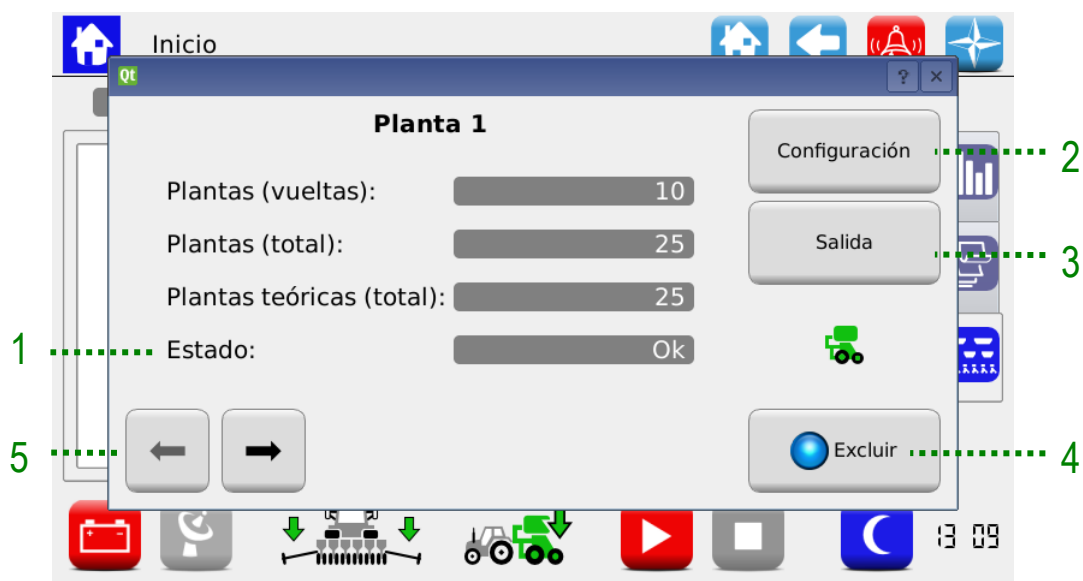 Inicio
Qt
? ×
Planta 1
Configuración
2
Plantas (vueltas): 10
Plantas (total): 25
Salida
3
Plantas teóricas (total): 25
1
Estado: Ok
5
Excluir
4
13 09